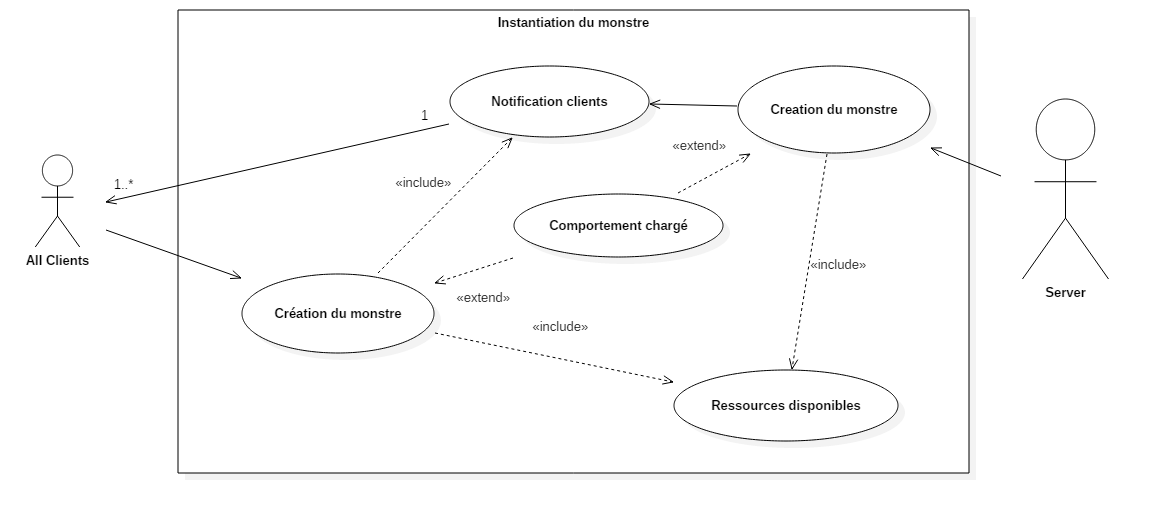 Instantiation du monstre
Notification clients
Creation du monstre
1
«extend»
«include»
1..*
Comportement chargé
All Clients
«include»
Server
«extend»
Création du monstre
«include»
Ressources disponibles